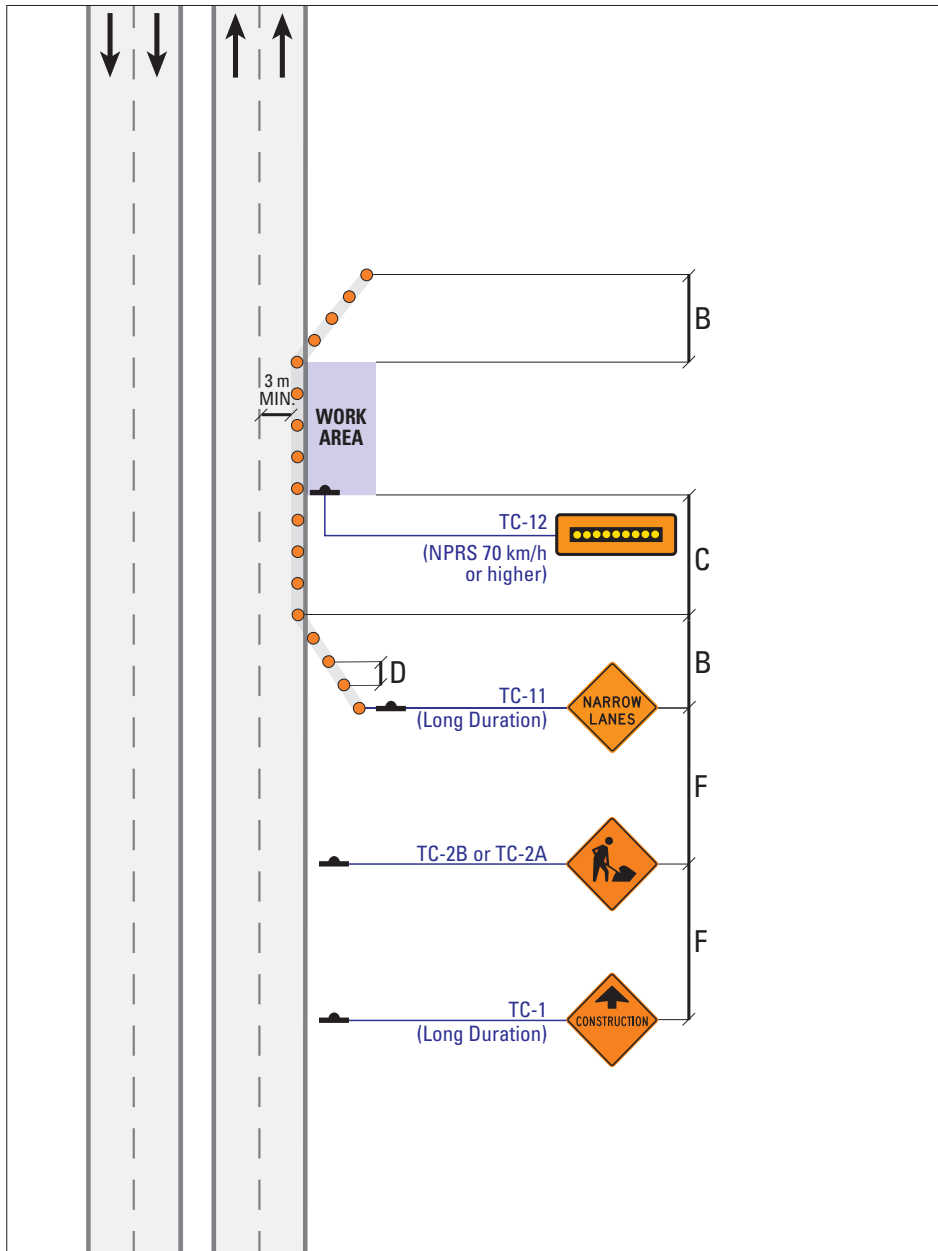 B
3 m
MIN.
WORK
AREA
TC-12
(NPRS 70 km/h
or higher)
C
B
D
TC-11
(Long Duration)
NARROW
LANES
F
TC-2B or TC-2A
F
TC-1
(Long Duration)
CONSTRUCTION